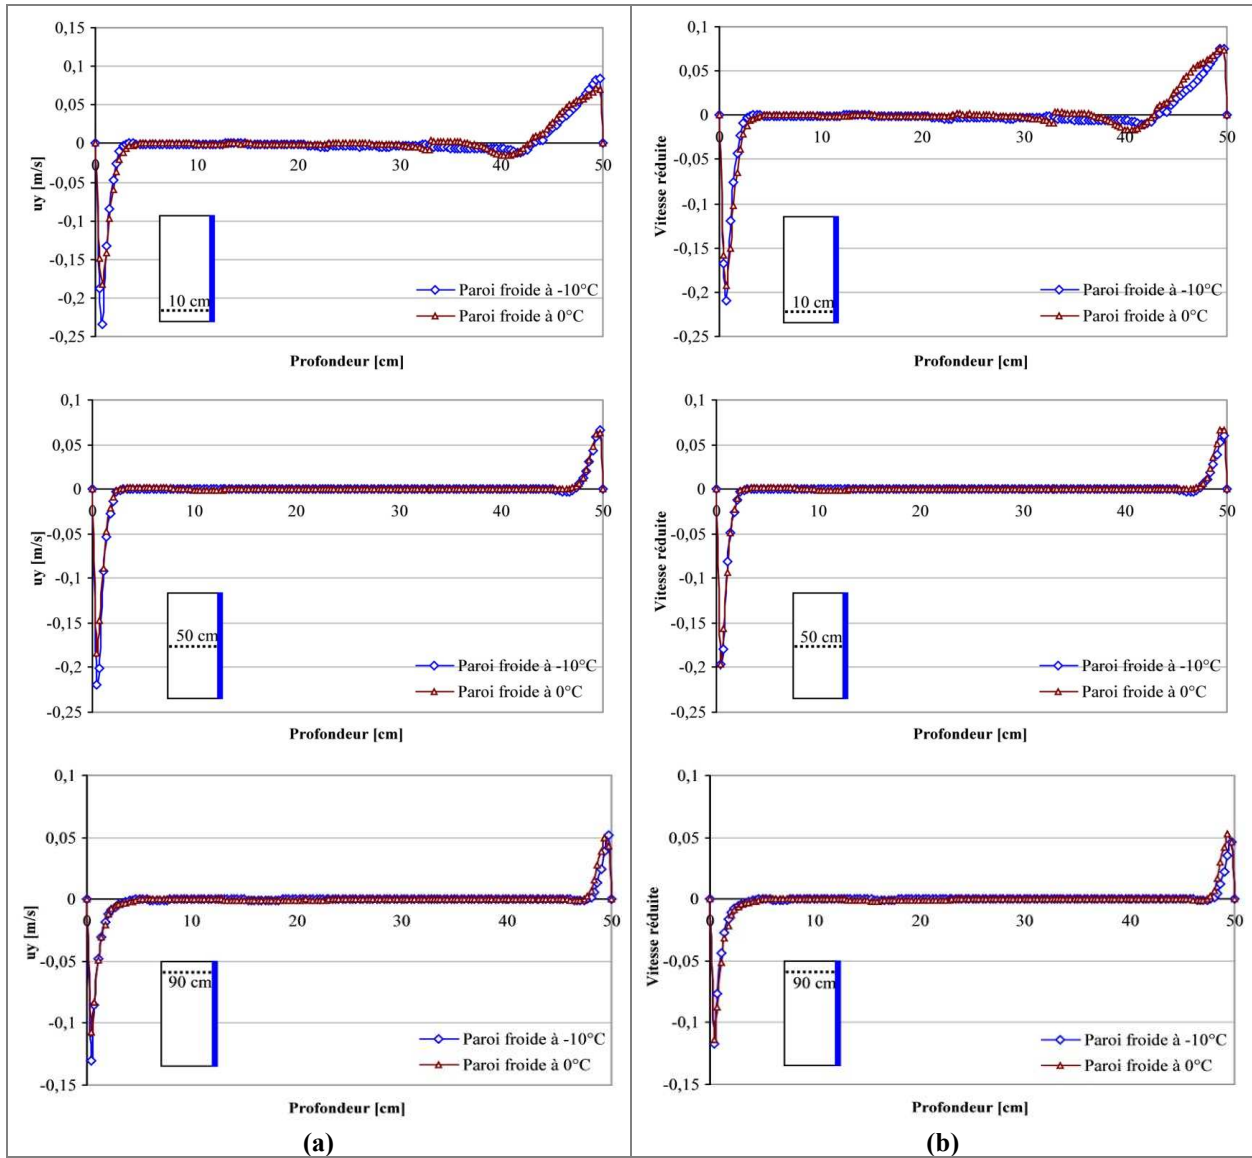 0,15
0,1
0,05
0
-0,05
-0,1
-0,15
-0,2
-0,25
0
10
20
30
40
50
uy [m/s]
10 cm
Paroi froide à -10°C
Paroi froide à 0°C
Profondeur [cm]
0,1
0,05
0
-0,05
-0,1
-0,15
-0,2
-0,25
0
10
20
30
40
50
Vitesse réduite
10 cm
Paroi froide à -10°C
Paroi froide à 0°C
Profondeur [cm]
0,1
0,05
0
-0,05
-0,1
-0,15
-0,2
-0,25
0
10
20
30
40
50
uy [m/s]
50 cm
Paroi froide à -10°C
Paroi froide à 0°C
Profondeur [cm]
0,1
0,05
0
-0,05
-0,1
-0,15
-0,2
-0,25
0
10
20
30
40
50
Vitesse réduite
50 cm
Paroi froide à -10°C
Paroi froide à 0°C
Profondeur [cm]
0,1
0,05
0
-0,05
-0,1
-0,15
0
10
20
30
40
50
uy [m/s]
90 cm
Paroi froide à -10°C
Paroi froide à 0°C
Profondeur [cm]
0,1
0,05
0
-0,05
-0,1
-0,15
0
10
20
30
40
50
Vitesse réduite
90 cm
Paroi froide à -10°C
Paroi froide à 0°C
Profondeur [cm]
(a)
(b)